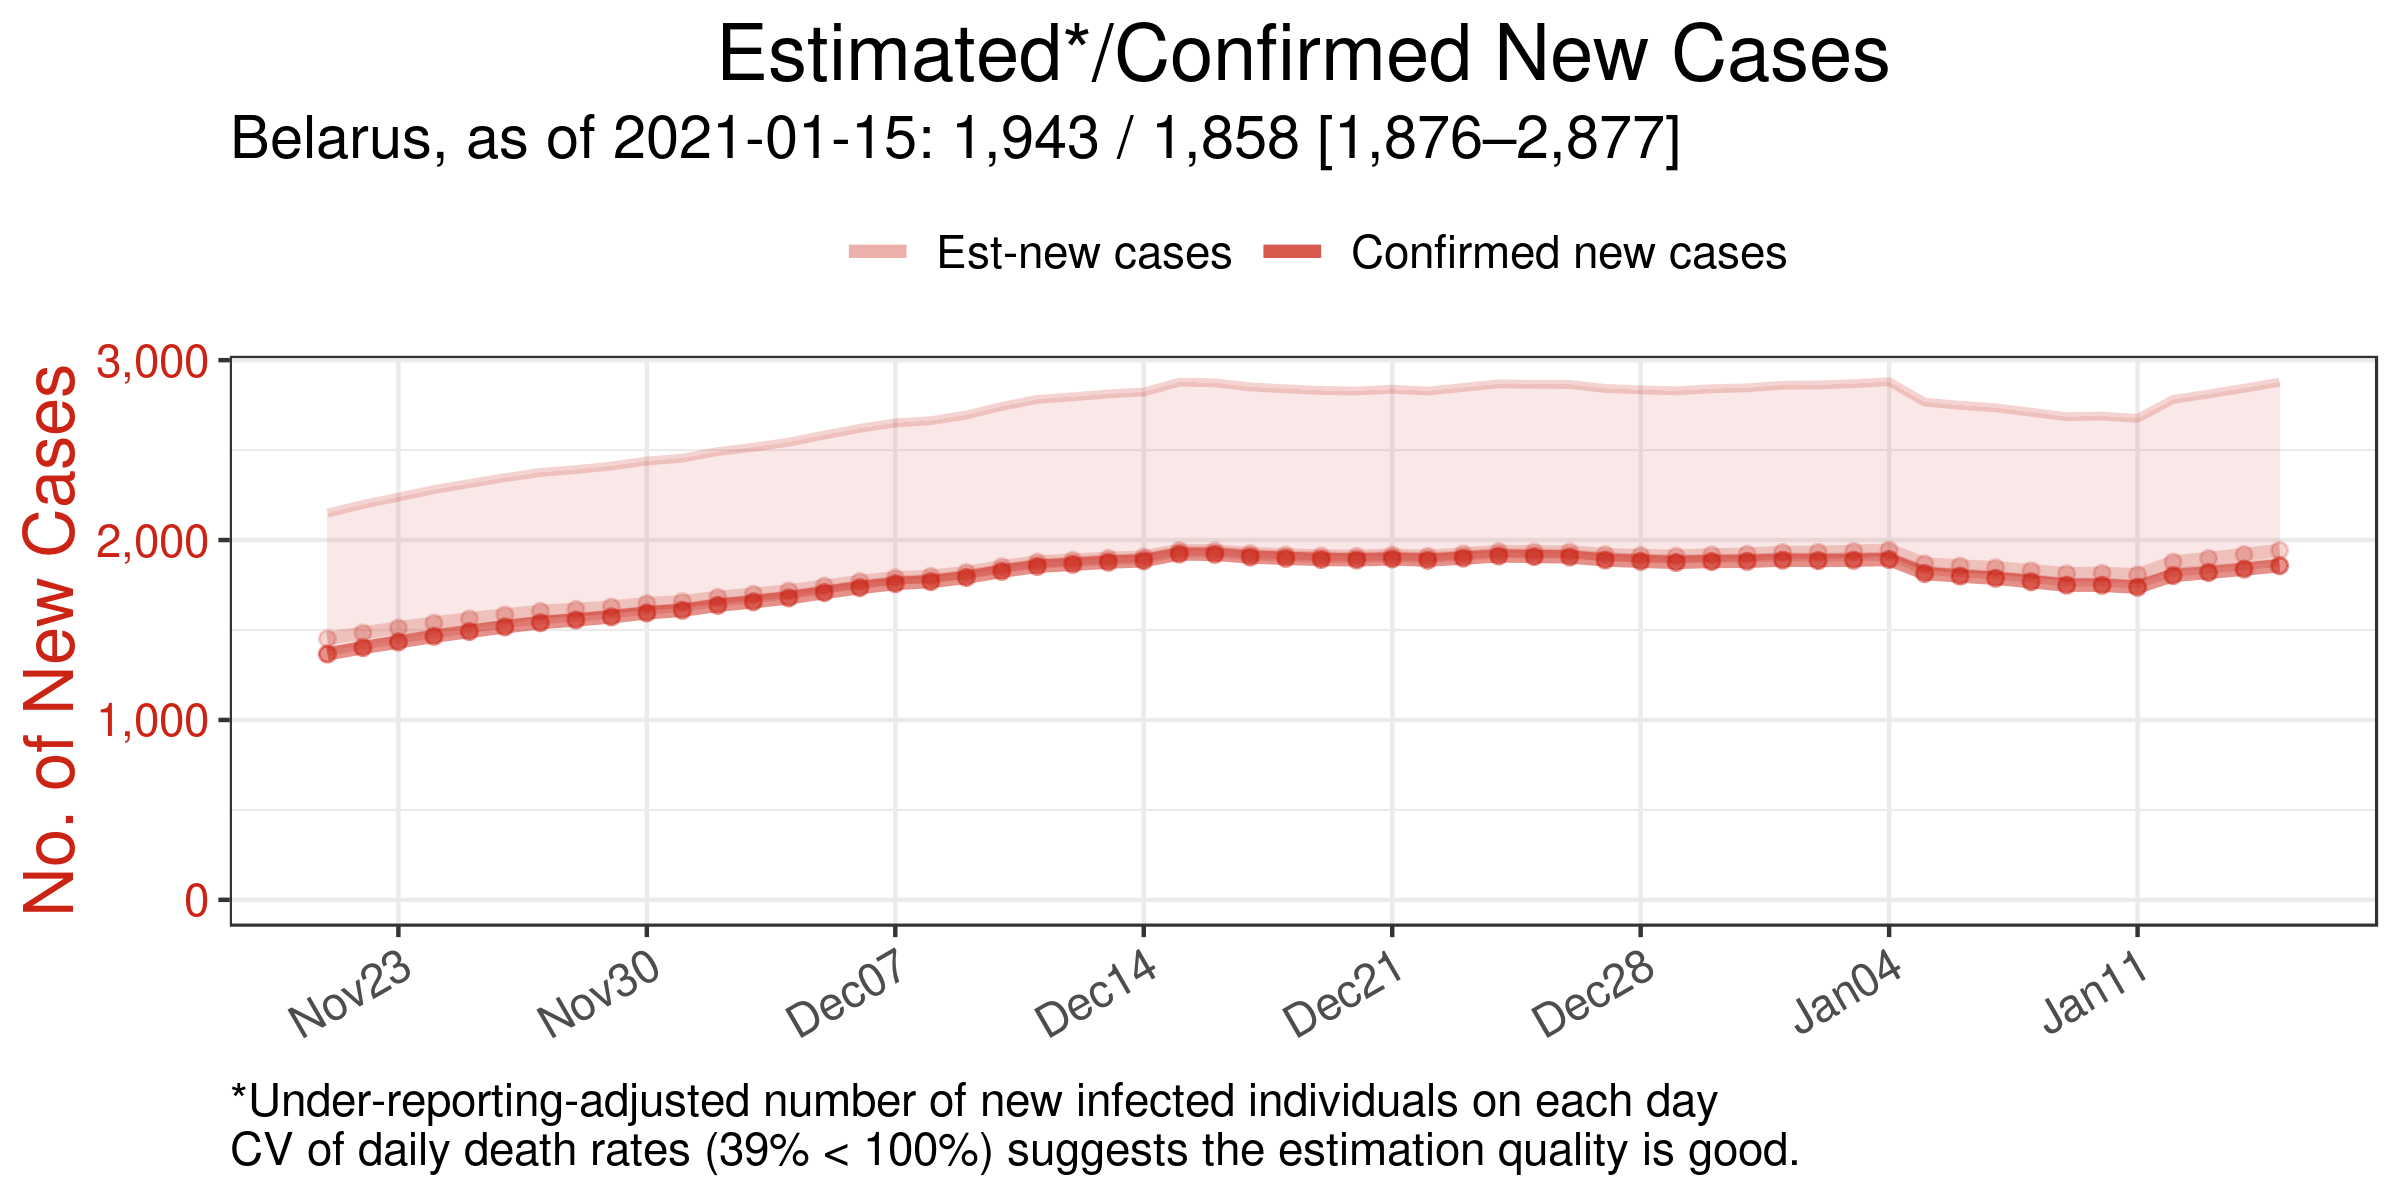 Estimated*/Confirmed New Cases
Belarus, as of 2021-01-15: 1,943 / 1,858 [1,876–2,877]
Est-new cases
Confirmed new cases
No. of New Cases
3,000
2,000
1,000
0
Nov23
Nov30
Dec07
Dec14
Dec21
Dec28
Jan04
Jan11
*Under-reporting-adjusted number of new infected individuals on each day
CV of daily death rates (39% < 100%) suggests the estimation quality is good.